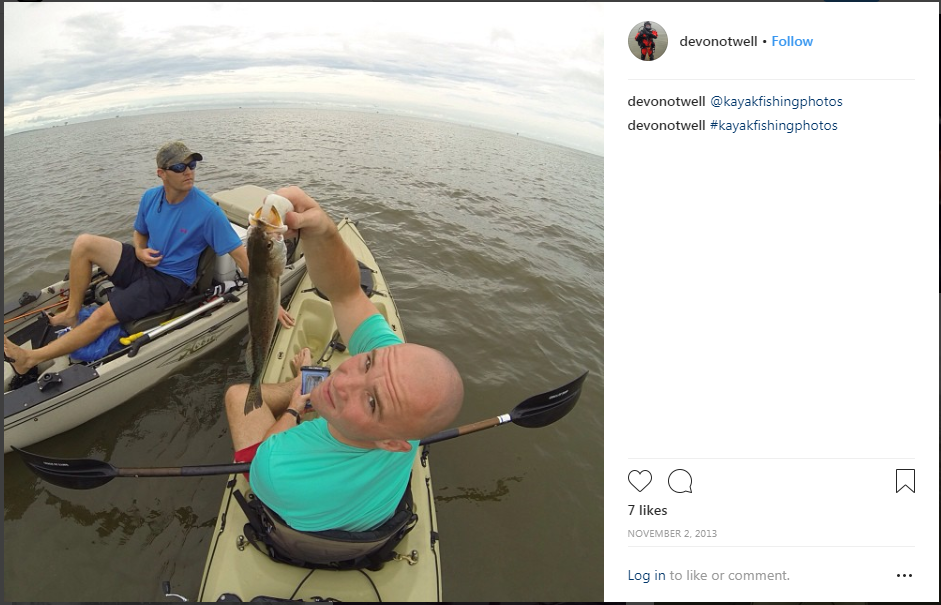 devonotwell • Follow
devonotwell @kayakfishingphotos
devonotwell #kayakfishingphotos
7 likes
NOVEMBER 2, 2013
Log in to like or comment.